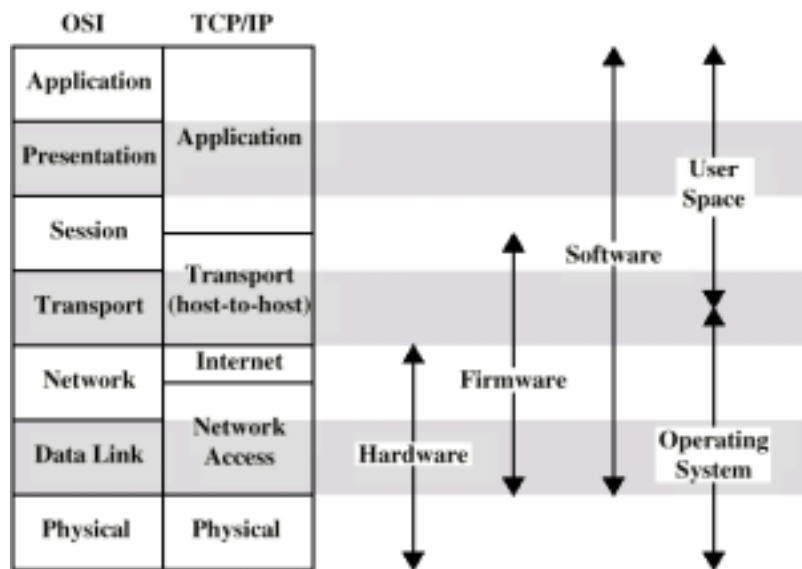 OSI TCP/IP
Application
Presentation
Session
Transport
Network
Data Link
Physical
Application
Transport
(host-to-host)
Internet
Network
Access
Physical
Hardware
Firmware
Software
User
Space
Operating
System